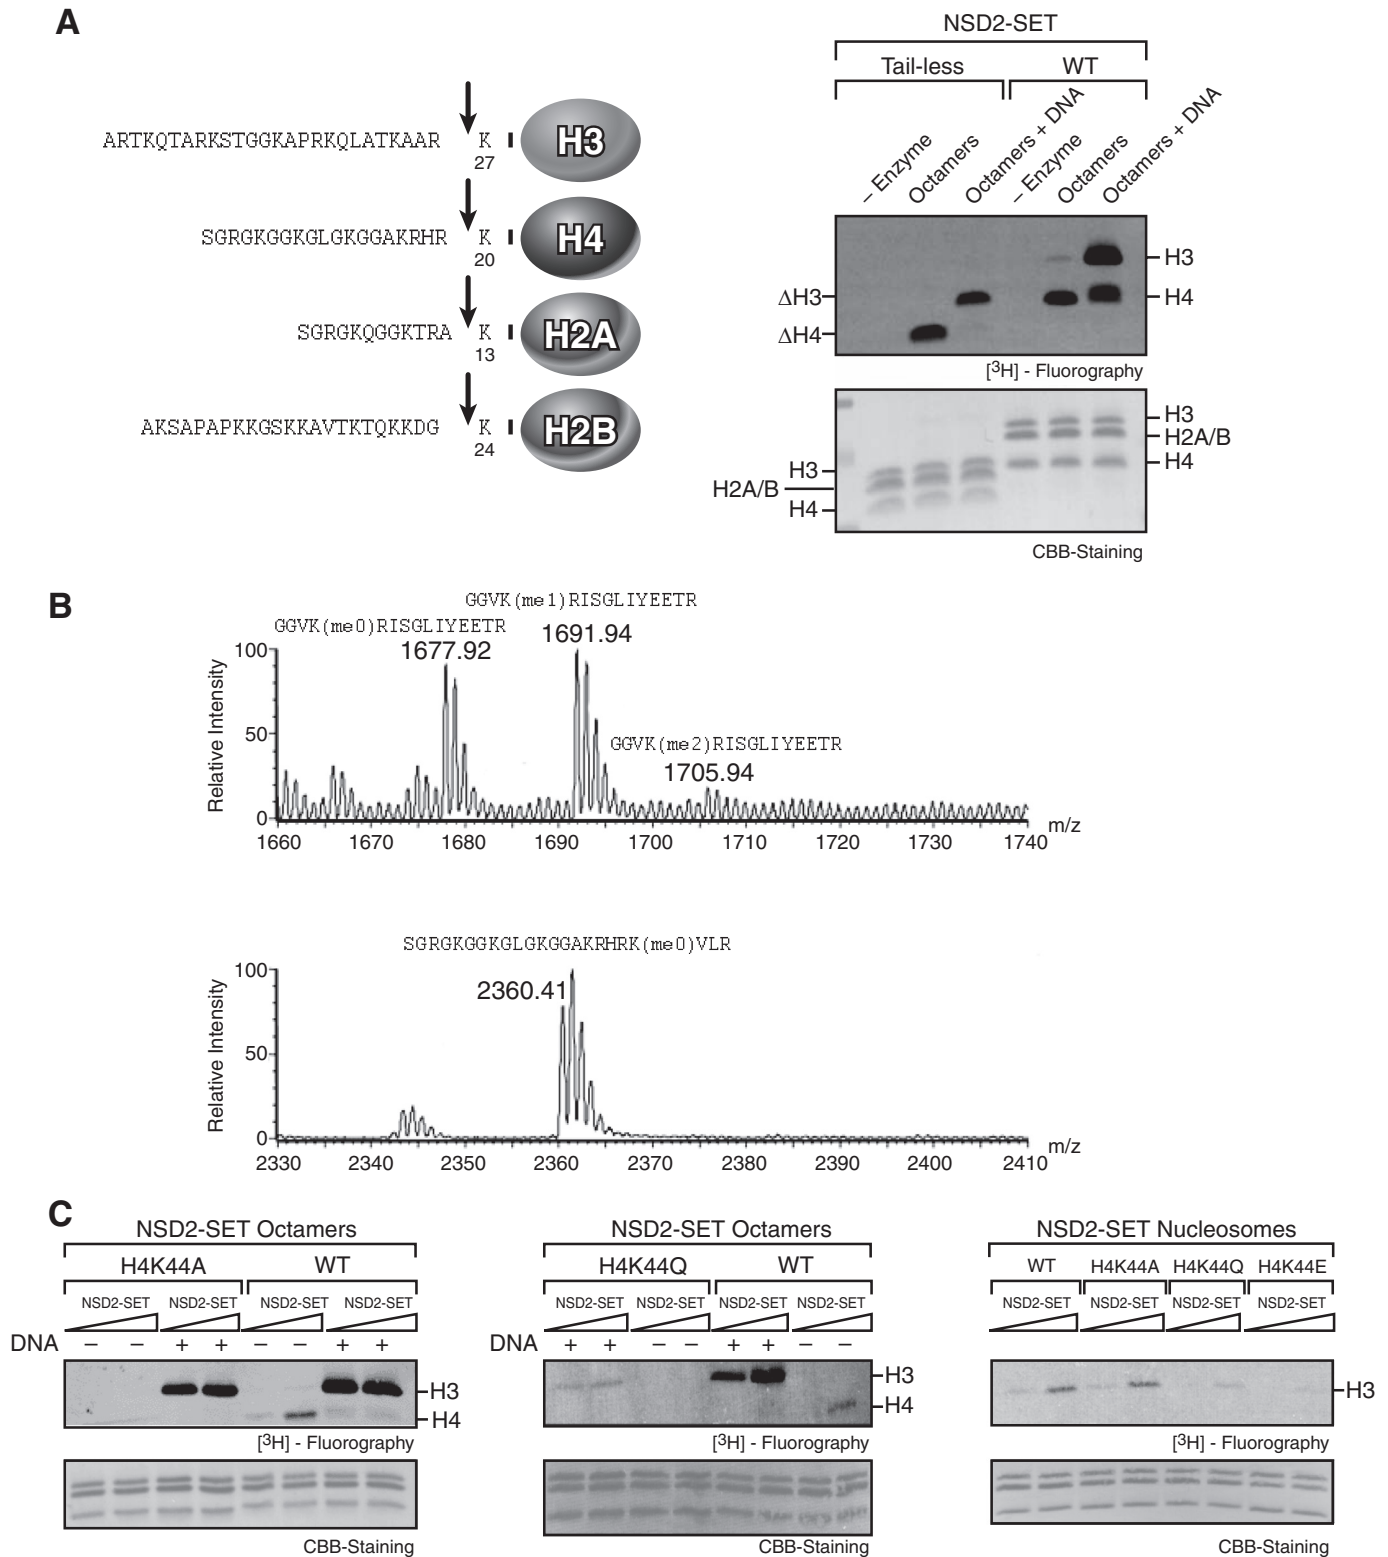 A
NSD2-SET
Tail-less WT
– Enzyme
Octamers
Octamers + DNA
– Enzyme
Octamers
Octamers + DNA
ARTKQTARKSTGGKAPRKQLATKAAR K H3
27
SGRGKGGKGLGKGGAKRHR K H4
20
SGRGKQGGKTRA K H2A
13
AKSAPAPKKGSKKAVTKTQKKDG K H2B
24
H3
ΔH3 H4
ΔH4
[³H] - Fluorography
H3
H2A/B
H4
H3
H2A/B
H4
CBB-Staining
B
GGVK(me1)RISGLIYEETR
GGVK(me0)RISGLIYEETR 1691.94
1677.92
GGVK(me2)RISGLIYEETR
1705.94
Relative Intensity
100
50
0
1660 1670 1680 1690 1700 1710 1720 1730 1740 m/z
SGRGKGGKGLGKGGAKRHRK(me0)VLR
2360.41
Relative Intensity
100
50
0
2330 2340 2350 2360 2370 2380 2390 2400 2410 m/z
C
NSD2-SET Octamers
H4K44A WT
NSD2-SET NSD2-SET NSD2-SET NSD2-SET
DNA – – + + – – + +
H3
H4
[³H] - Fluorography
CBB-Staining
NSD2-SET Octamers
H4K44Q WT
NSD2-SET NSD2-SET NSD2-SET NSD2-SET
DNA + + – – + + – –
H3
H4
[³H] - Fluorography
CBB-Staining
NSD2-SET Nucleosomes
WT H4K44A H4K44Q H4K44E
NSD2-SET NSD2-SET NSD2-SET NSD2-SET
H3
[³H] - Fluorography
CBB-Staining